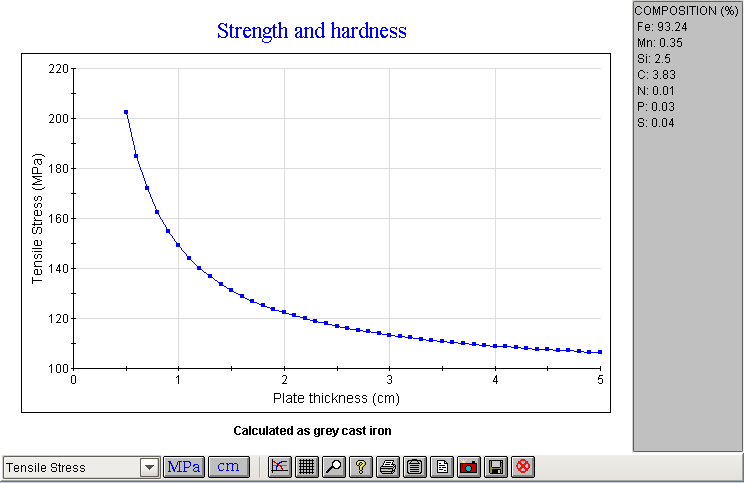 Strength and hardness
COMPOSITION (%)
Fe: 93.24
Mn: 0.35
Si: 2.5
C: 3.83
N: 0.01
P: 0.03
S: 0.04
Tensile Stress (MPa)
220
200
180
160
140
120
100
0 1 2 3 4 5
Plate thickness (cm)
Calculated as grey cast iron
Tensile Stress MPa cm ?